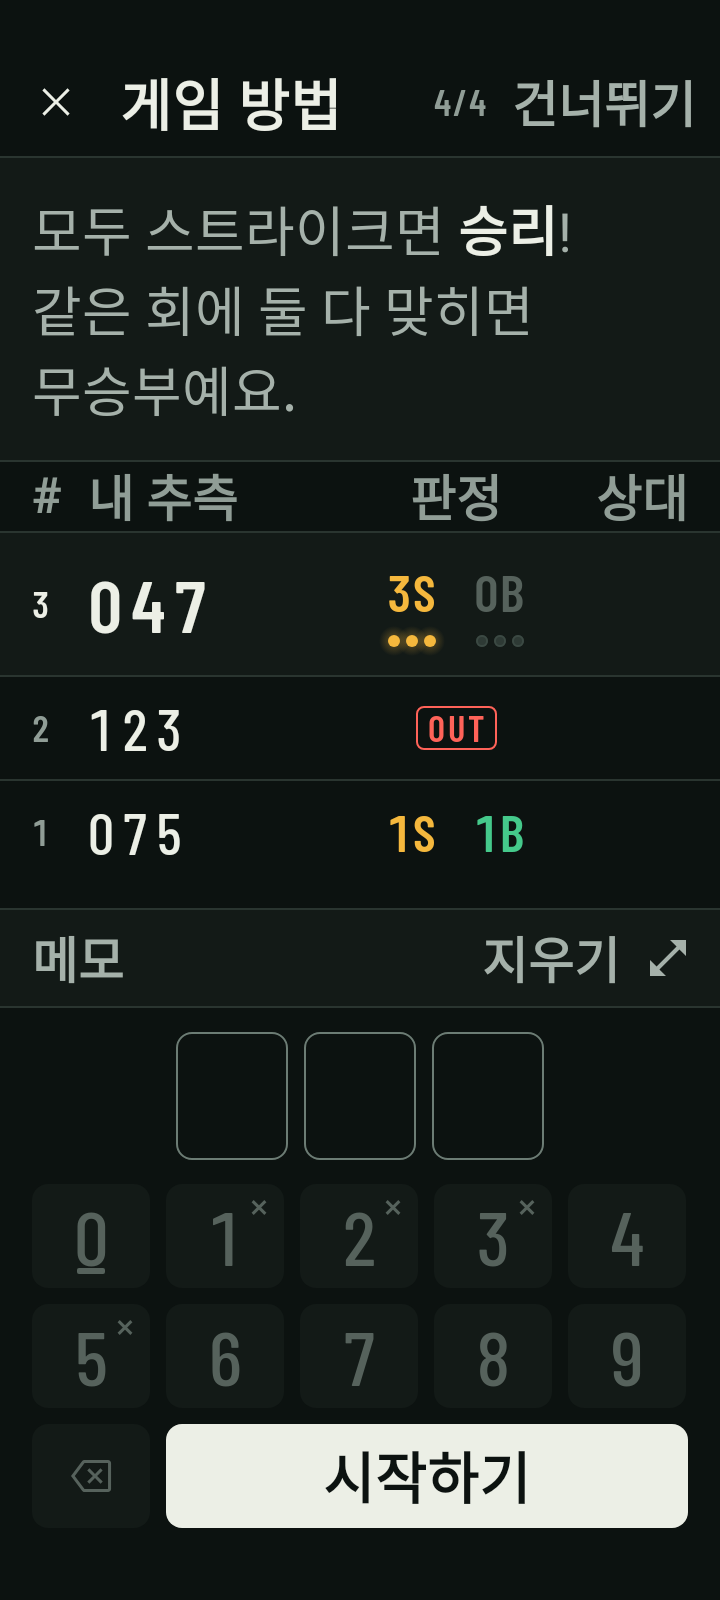 게임 방법 4/4 건너뛰기
모두 스트라이크면 승리!
같은 회에 둘 다 맞히면
무승부예요.
# 내 추측 판정 상대
3 047 3S 0B
2 123 OUT
1 075 1S 1B
메모 지우기
0 1 × 2 × 3 × 4
5 × 6 7 8 9
시작하기